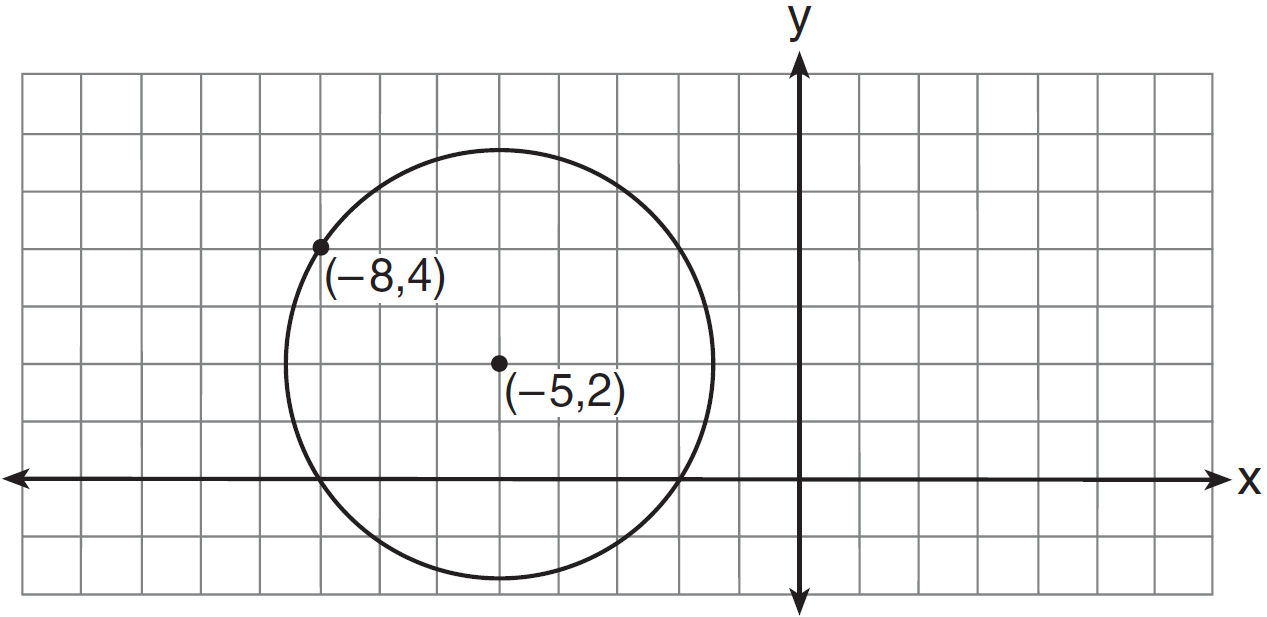 y
(–8,4)
(–5,2)
x